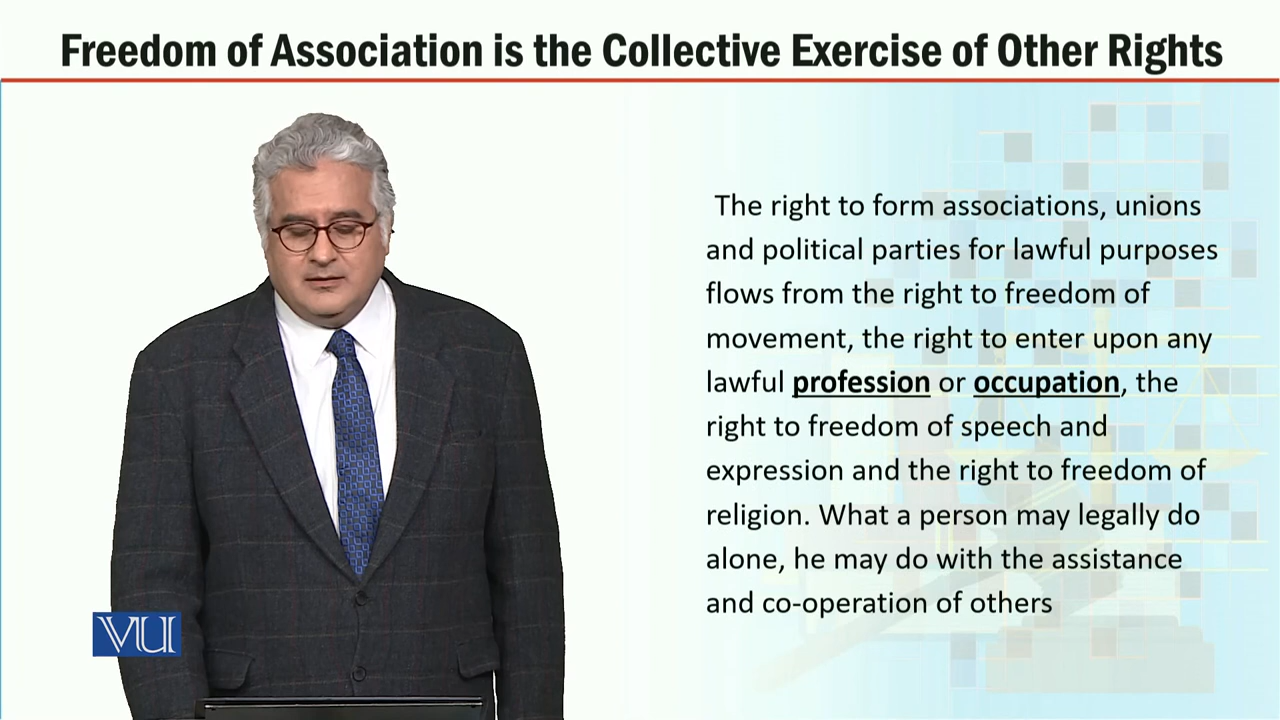 Freedom of Association is the Collective Exercise of Other Rights
The right to form associations, unions
and political parties for lawful purposes
flows from the right to freedom of
movement, the right to enter upon any
lawful profession or occupation, the
right to freedom of speech and
expression and the right to freedom of
religion. What a person may legally do
alone, he may do with the assistance
and co-operation of others
VU